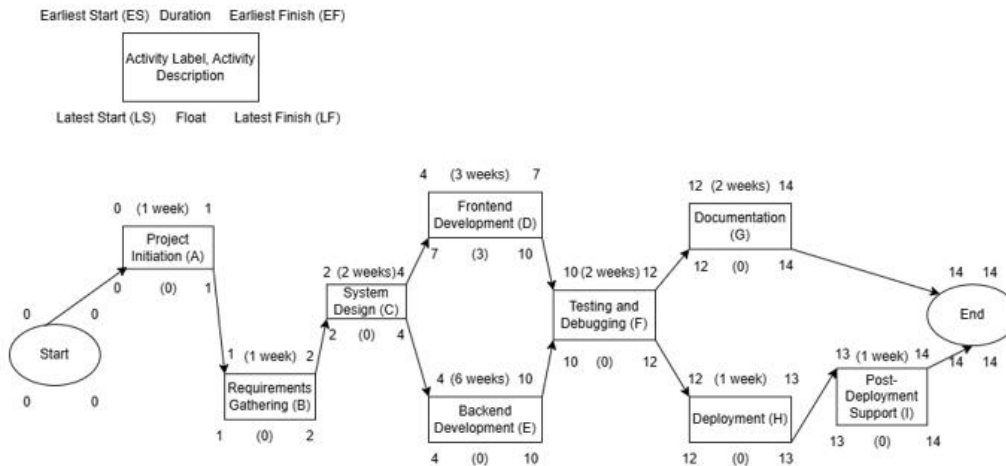 Earliest Start (ES) Duration Earliest Finish (EF)
Activity Label, Activity
Description
Latest Start (LS) Float Latest Finish (LF)
0 0
Start
0 0
0 (1 week) 1
Project
Initiation (A)
0 (0) 1
1 (1 week) 2
Requirements
Gathering (B)
1 (0) 2
2 (2 weeks) 4
System
Design (C)
2 (0) 4
4 (3 weeks) 7
Frontend
Development (D)
7 (3) 10
4 (6 weeks) 10
Backend
Development (E)
4 (0) 10
10 (2 weeks) 12
Testing and
Debugging (F)
10 (0) 12
12 (2 weeks) 14
Documentation
(G)
12 (0) 14
12 (1 week) 13
Deployment (H)
12 (0) 13
13 (1 week) 14
Post-
Deployment
Support (I)
13 (0) 14
14 14
End
14 14